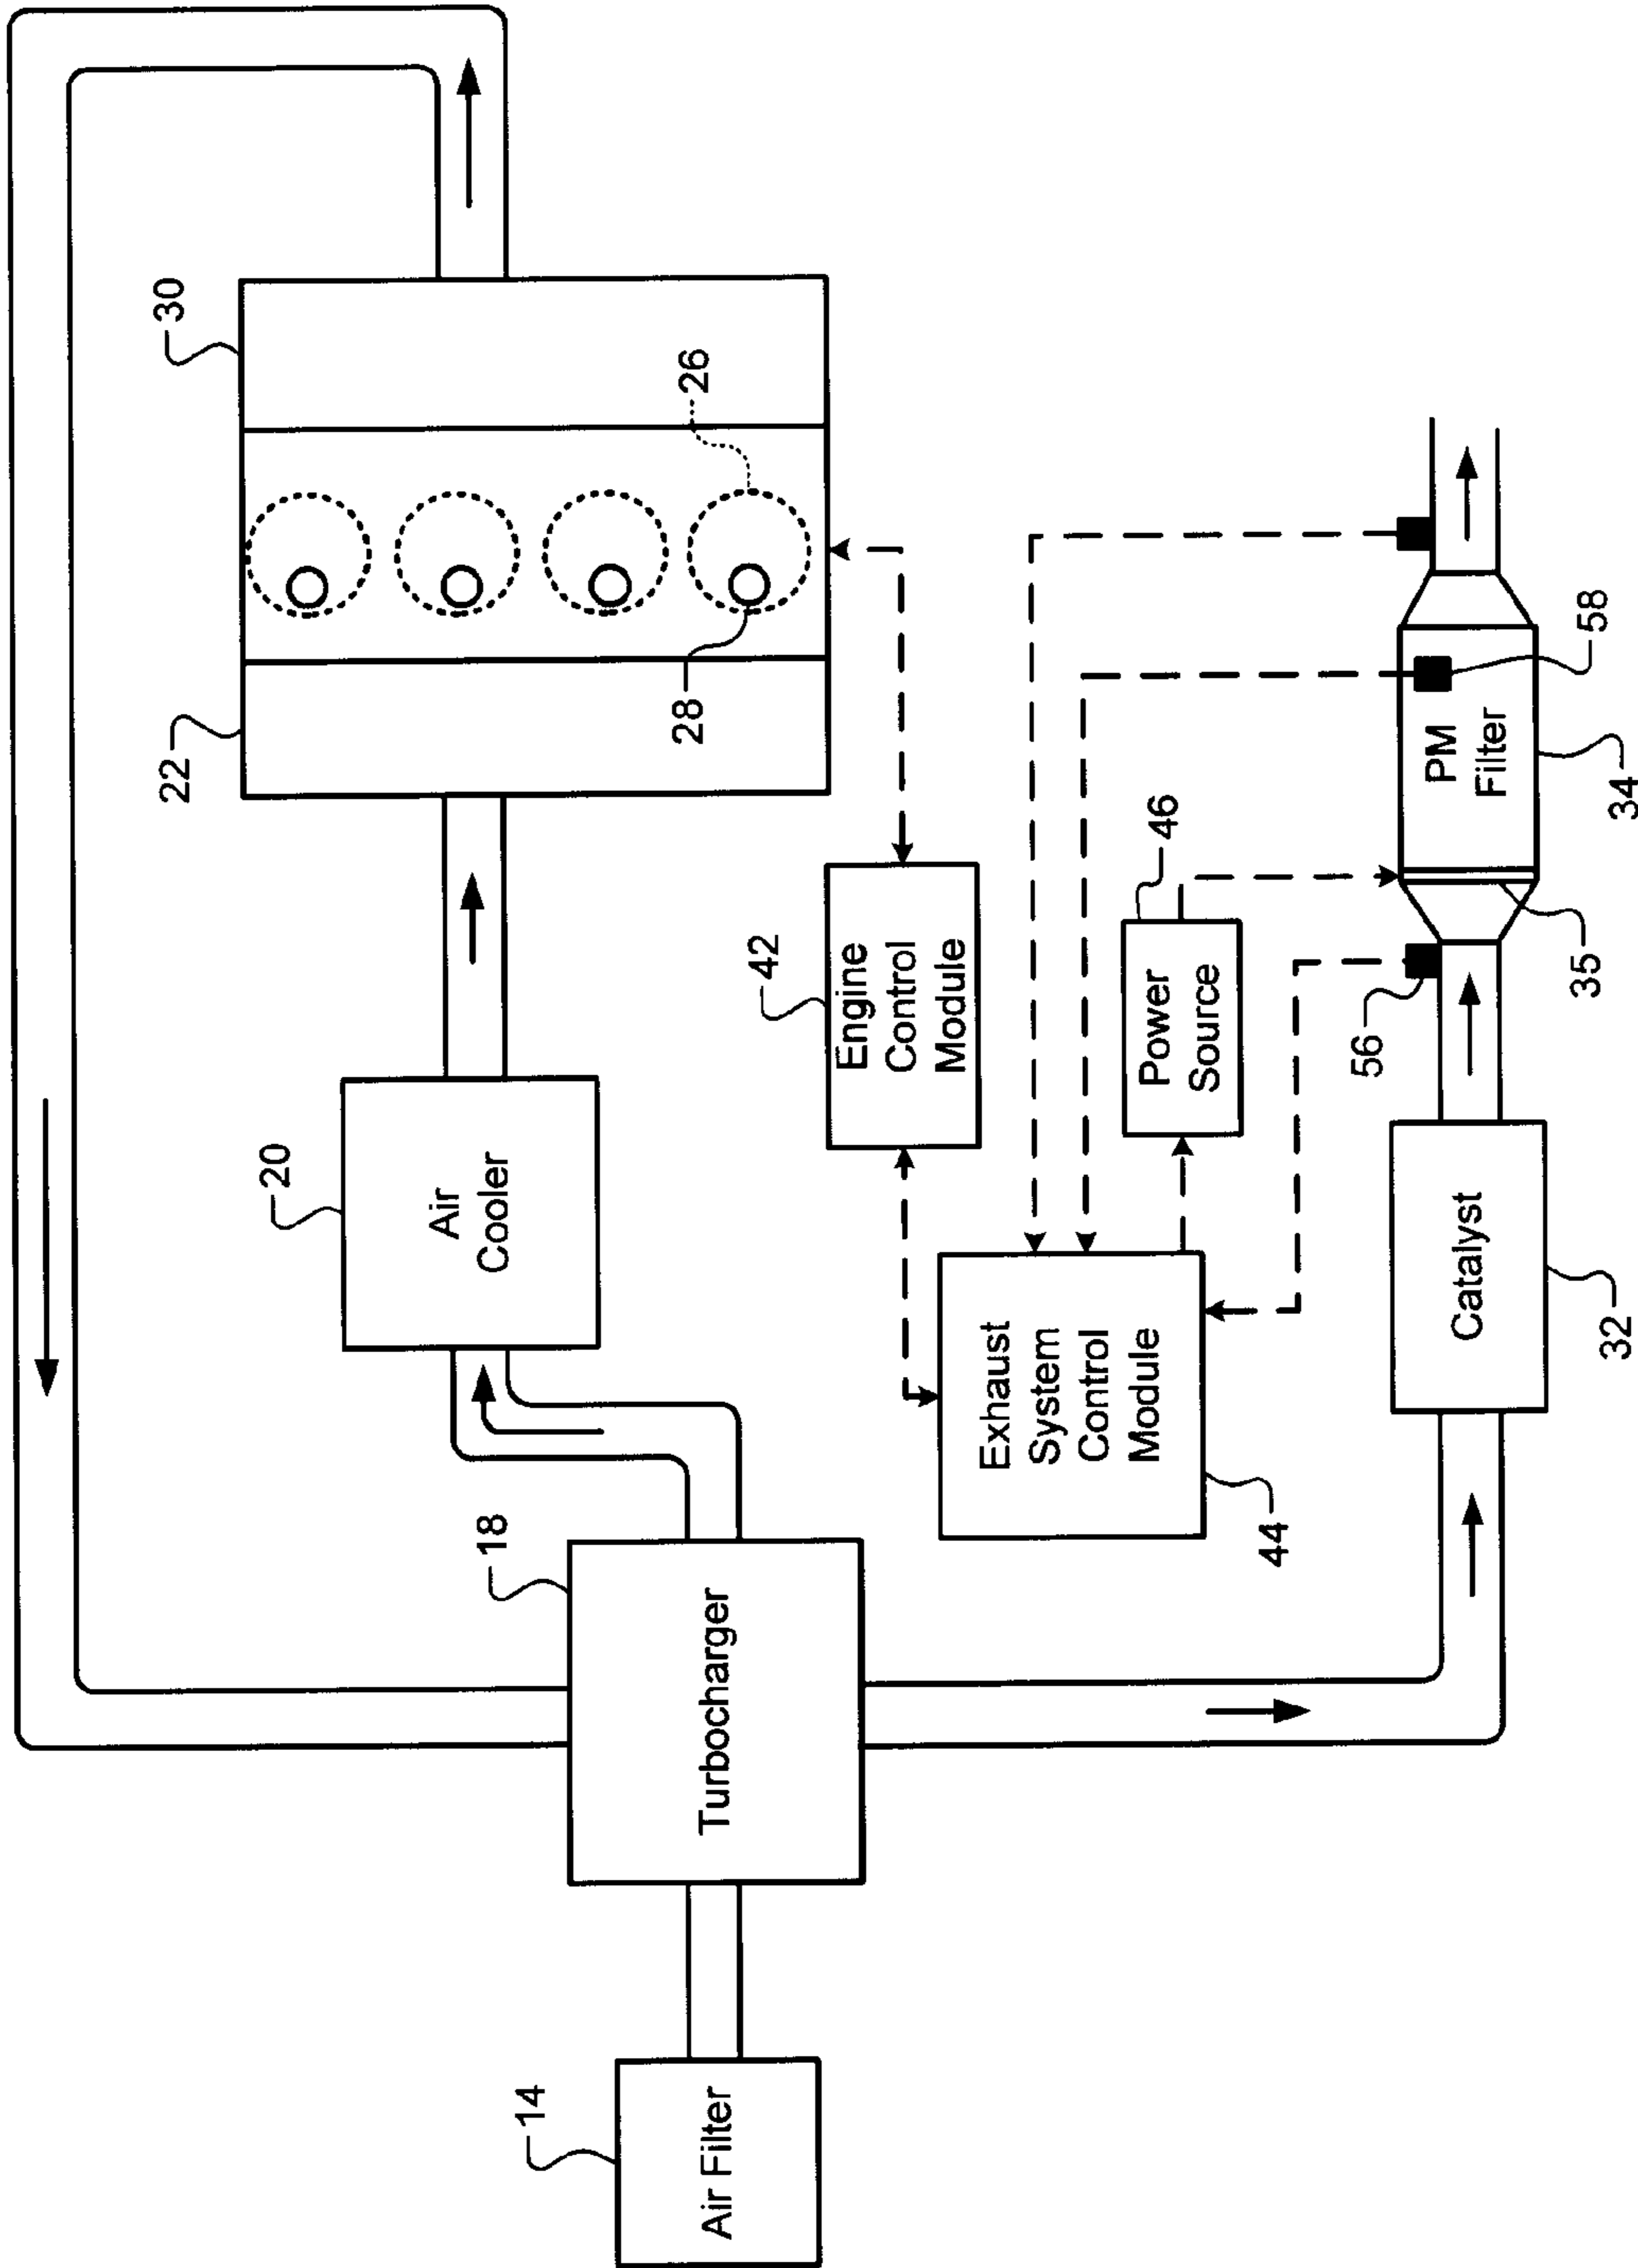 30
22
26
28
20
Air
Cooler
42
Engine
Control
Module
18
Turbocharger
14
Air Filter
Exhaust
System
Control
Module
44
46
Power
Source
56
35
58
PM
Filter
34
Catalyst
32